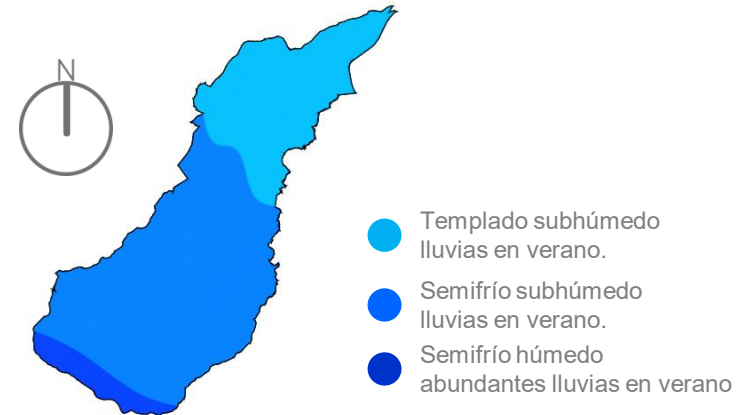 N
Templado subhúmedo
lluvias en verano.
Semifrío subhúmedo
lluvias en verano.
Semifrío húmedo
abundantes lluvias en verano